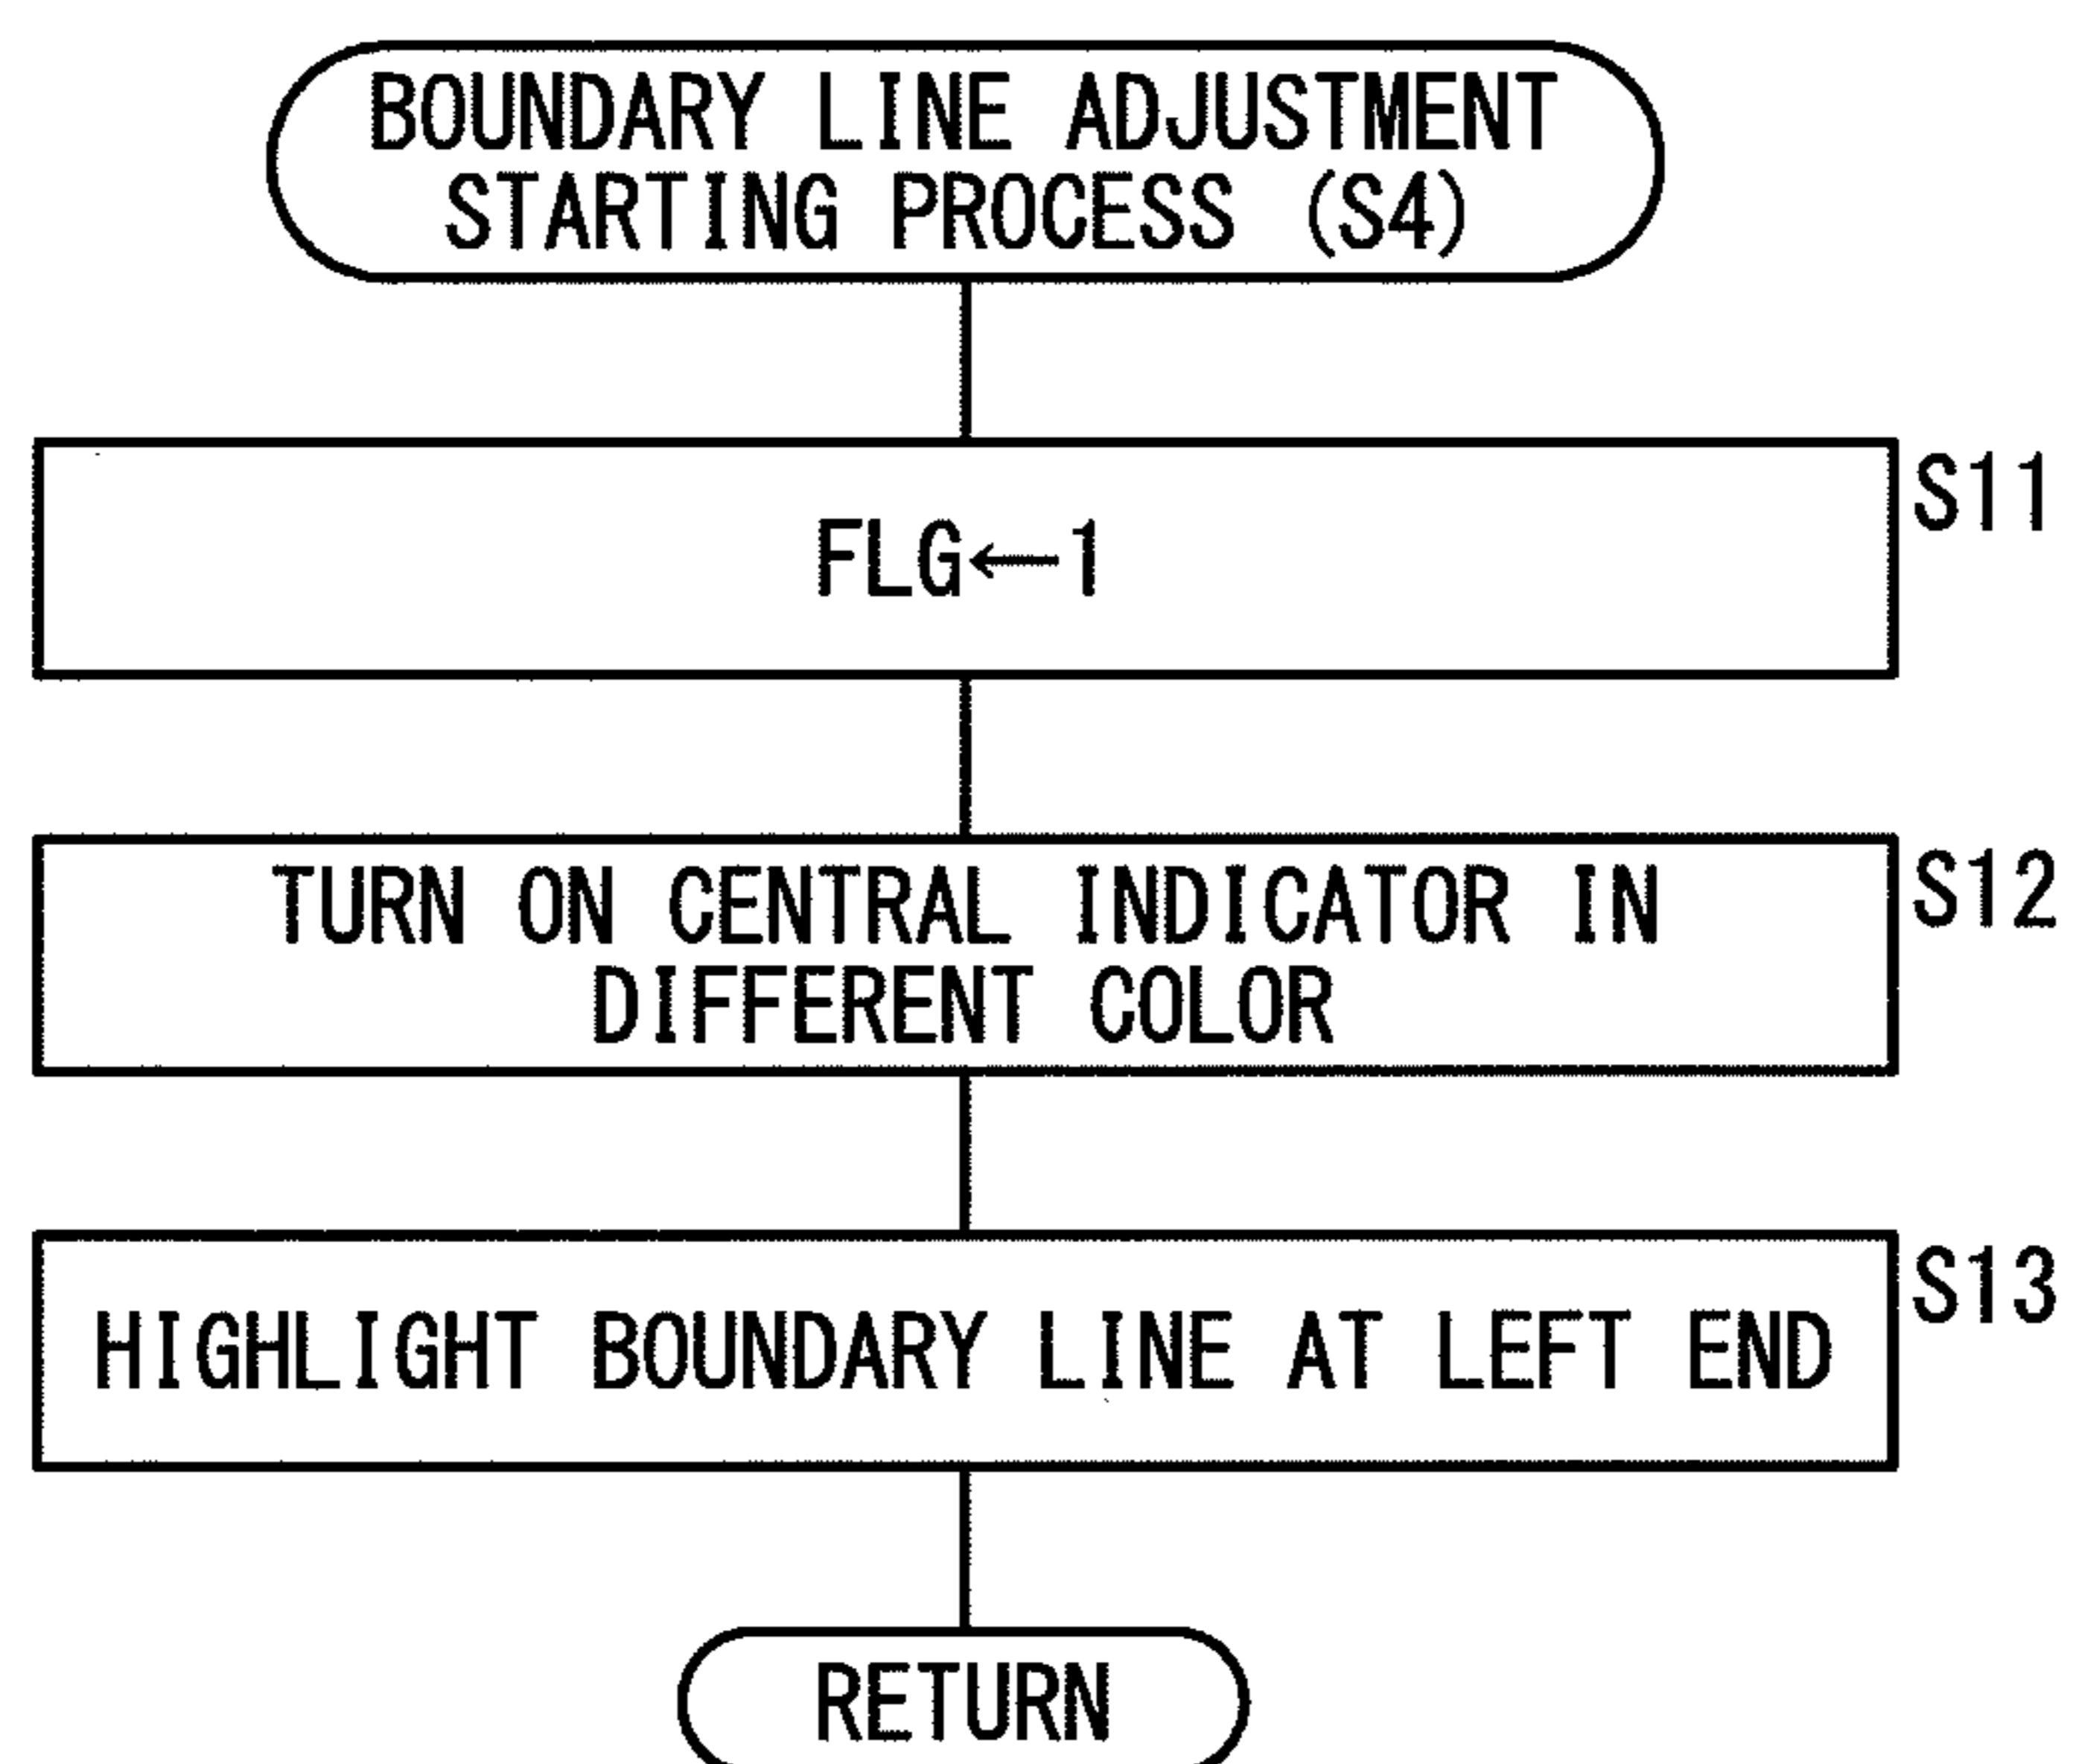 BOUNDARY LINE ADJUSTMENT
STARTING PROCESS (S4)
S11
FLG←1
S12
TURN ON CENTRAL INDICATOR IN
DIFFERENT COLOR
S13
HIGHLIGHT BOUNDARY LINE AT LEFT END
RETURN